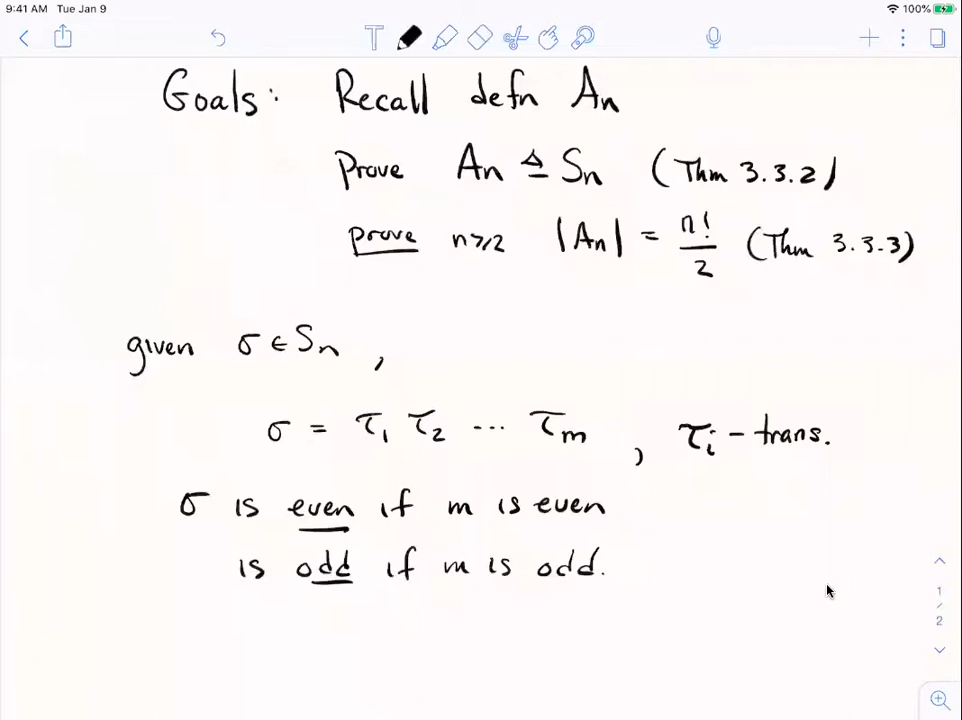 9:41 AM Tue Jan 9 100%
Goals: Recall defn An
Prove An ⊴ Sn (Thm 3.3.2)
prove n≥2 |An| = n!/2 (Thm 3.3.3)
given σ ∈ Sn ,
σ = τ1 τ2 ... τm , τi - trans.
σ is even if m is even
is odd if m is odd.
1
/
2